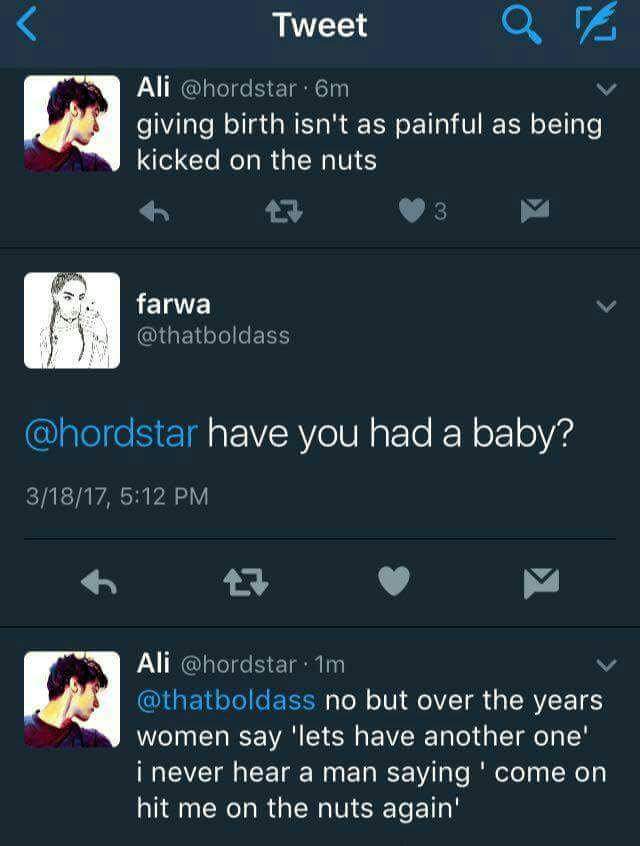 Tweet
Ali @hordstar · 6m
giving birth isn't as painful as being
kicked on the nuts
3
farwa
@thatboldass
@hordstar have you had a baby?
3/18/17, 5:12 PM
Ali @hordstar · 1m
@thatboldass no but over the years
women say 'lets have another one'
i never hear a man saying ' come on
hit me on the nuts again'